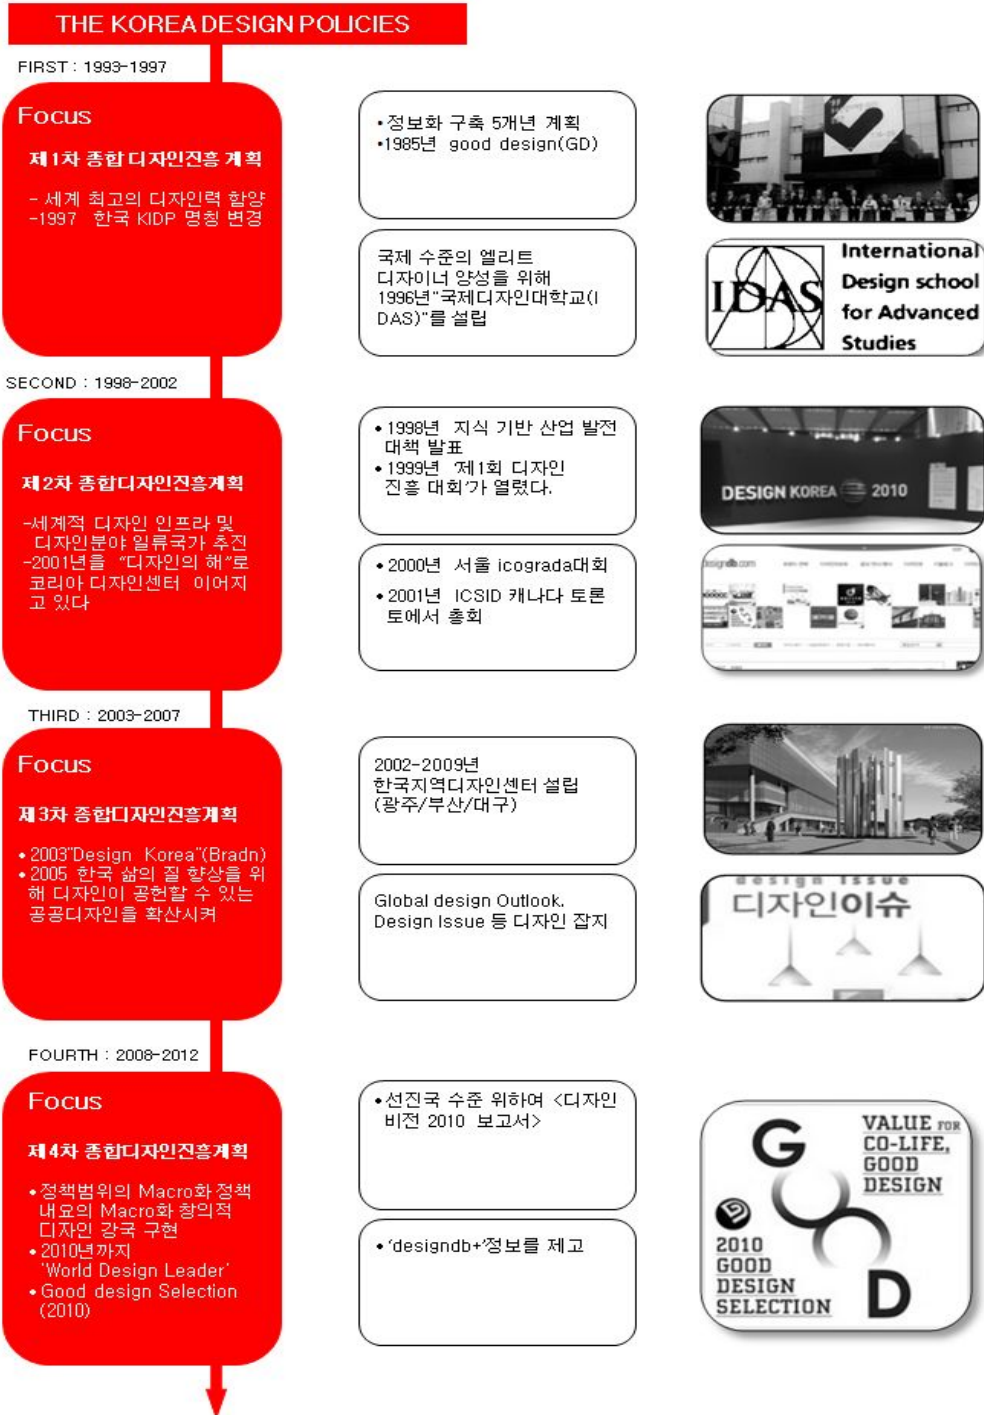 THE KOREA DESIGN POLICIES
FIRST : 1993-1997
Focus
제1차 종합 디자인진흥 계획
- 세계 최고의 디자인력 함양
-1997 한국 KIDP 명칭 변경
•정보화 구축 5개년 계획
•1985년 good design(GD)
국제 수준의 엘리트
디자이너 양성을 위해
1996년"국제디자인대학교(I
DAS)"를 설립
IDAS
International
Design school
for Advanced
Studies
SECOND : 1998-2002
Focus
제2차 종합디자인진흥계획
-세계적 디자인 인프라 및
디자인분야 일류국가 추진
-2001년을 "디자인의 해"로
코리아 디자인센터 이어지
고 있다
• 1998년 지식 기반 산업 발전
대책 발표
• 1999년 '제1회 디자인
진흥 대회'가 열렸다.
• 2000년 서울 icograda대회
• 2001년 ICSID 캐나다 토론
토에서 총회
DESIGN KOREA 2010
designdb.com
THIRD : 2003-2007
Focus
제3차 종합디자인진흥계획
• 2003"Design Korea"(Bradn)
• 2005 한국 삶의 질 향상을 위
해 디자인이 공헌할 수 있는
공공디자인을 확산시켜
2002-2009년
한국지역디자인센터 설립
(광주/부산/대구)
Global design Outlook.
Design Issue 등 디자인 잡지
design issue
디자인이슈
FOURTH : 2008-2012
Focus
제4차 종합디자인진흥계획
• 정책범위의 Macro화 정책
내요의 Macro화 창의적
디자인 강국 구현
• 2010년까지
'World Design Leader'
• Good design Selection
(2010)
• 선진국 수준 위하여 <디자인
비전 2010 보고서>
• 'designdb+'정보를 제고
G
D
VALUE FOR
CO-LIFE,
GOOD
DESIGN
2010
GOOD
DESIGN
SELECTION